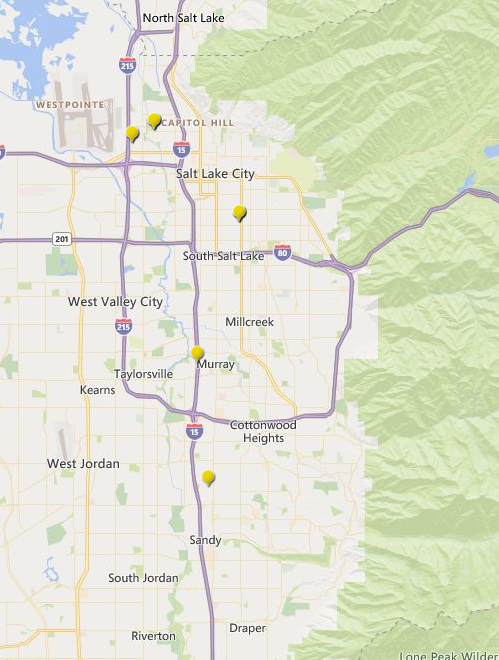 North Salt Lake
215
WESTPOINTE
CAPITOL HILL
15
Salt Lake City
201
South Salt Lake
80
West Valley City
215
Millcreek
Murray
Taylorsville
Kearns
15
Cottonwood
Heights
West Jordan
Sandy
South Jordan
Draper
Riverton
Lone Peak Wilder